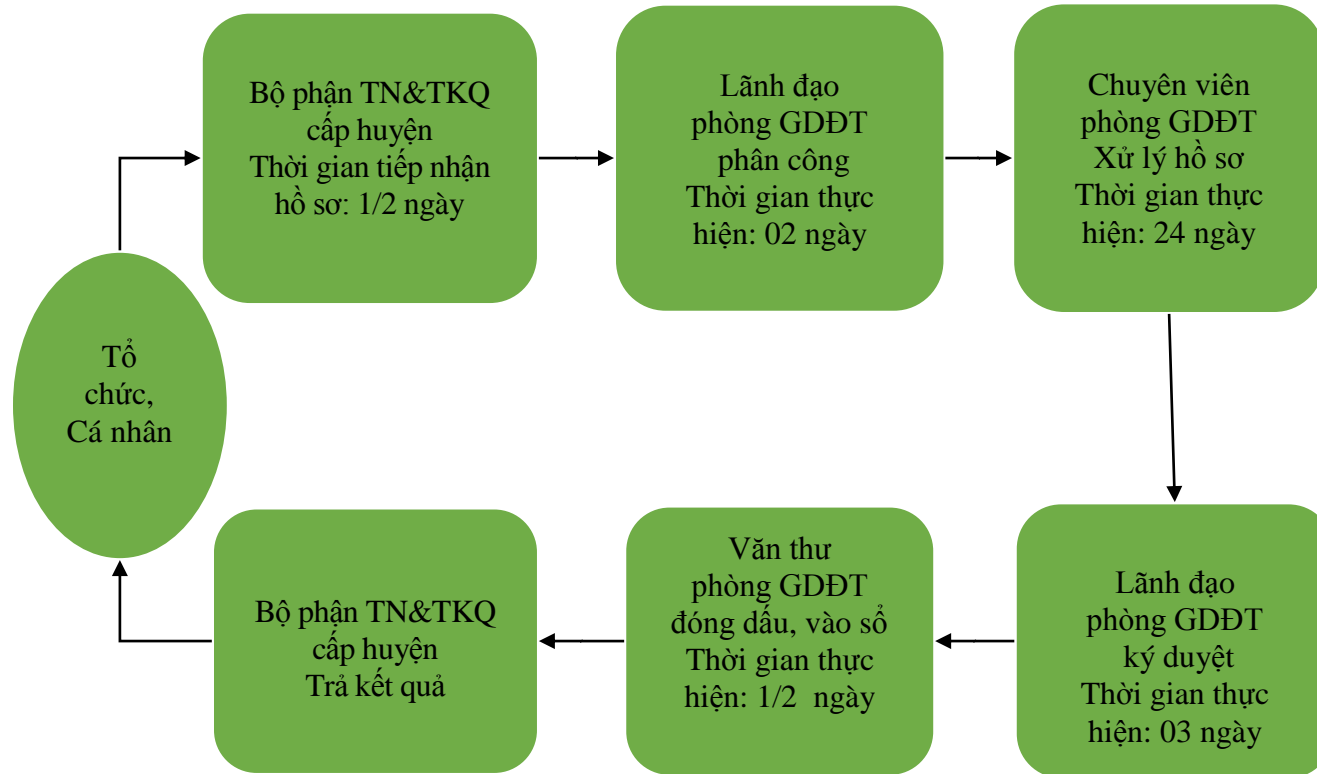 Bộ phận TN&TKQ
cấp huyện
Thời gian tiếp nhận
hồ sơ: 1/2 ngày
Lãnh đạo
phòng GDĐT
phân công
Thời gian thực
hiện: 02 ngày
Chuyên viên
phòng GDĐT
Xử lý hồ sơ
Thời gian thực
hiện: 24 ngày
Tổ
chức,
Cá nhân
Bộ phận TN&TKQ
cấp huyện
Trả kết quả
Văn thư
phòng GDĐT
đóng dấu, vào sổ
Thời gian thực
hiện: 1/2 ngày
Lãnh đạo
phòng GDĐT
ký duyệt
Thời gian thực
hiện: 03 ngày